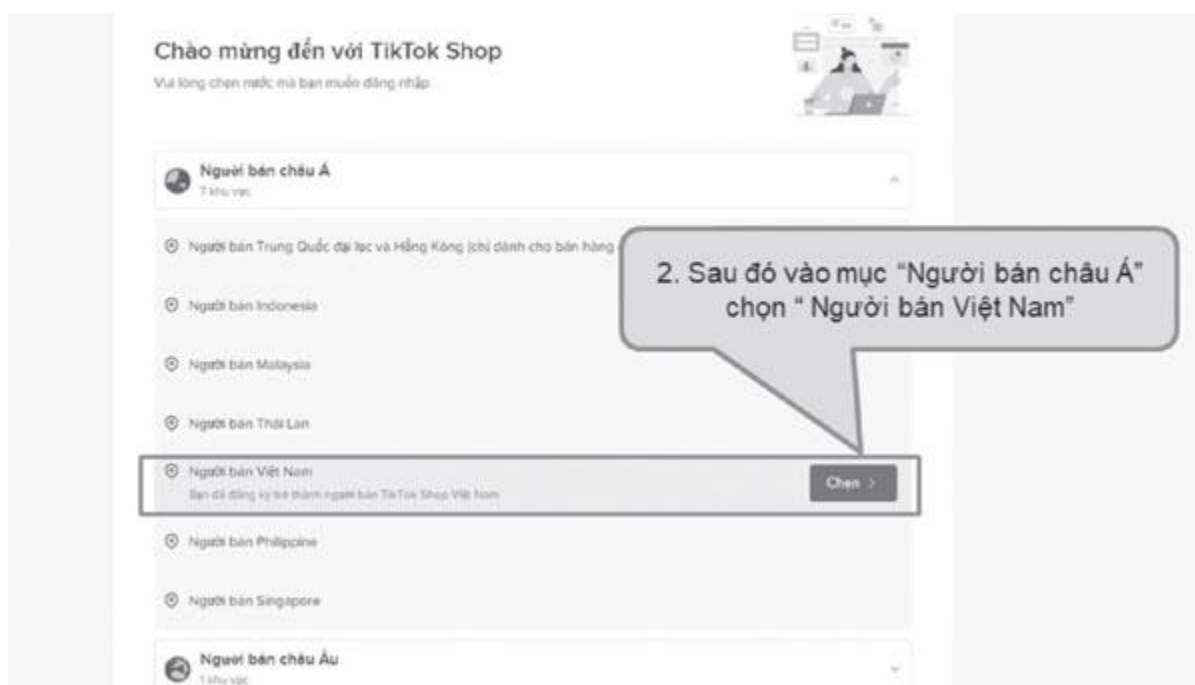 Chào mừng đến với TikTok Shop
Vui lòng chọn nước mà bạn muốn đăng nhập.
Người bán châu Á
7 khu vực
Người bán Trung Quốc đại lục và Hồng Kông (chỉ dành cho bán hàng
2. Sau đó vào mục “Người bán châu Á”
chọn “ Người bán Việt Nam”
Người bán Indonesia
Người bán Malaysia
Người bán Thái Lan
Người bán Việt Nam
Bạn đã đăng ký trở thành người bán TikTok Shop Việt Nam
Chọn >
Người bán Philippine
Người bán Singapore
Người bán châu Âu
1 khu vực